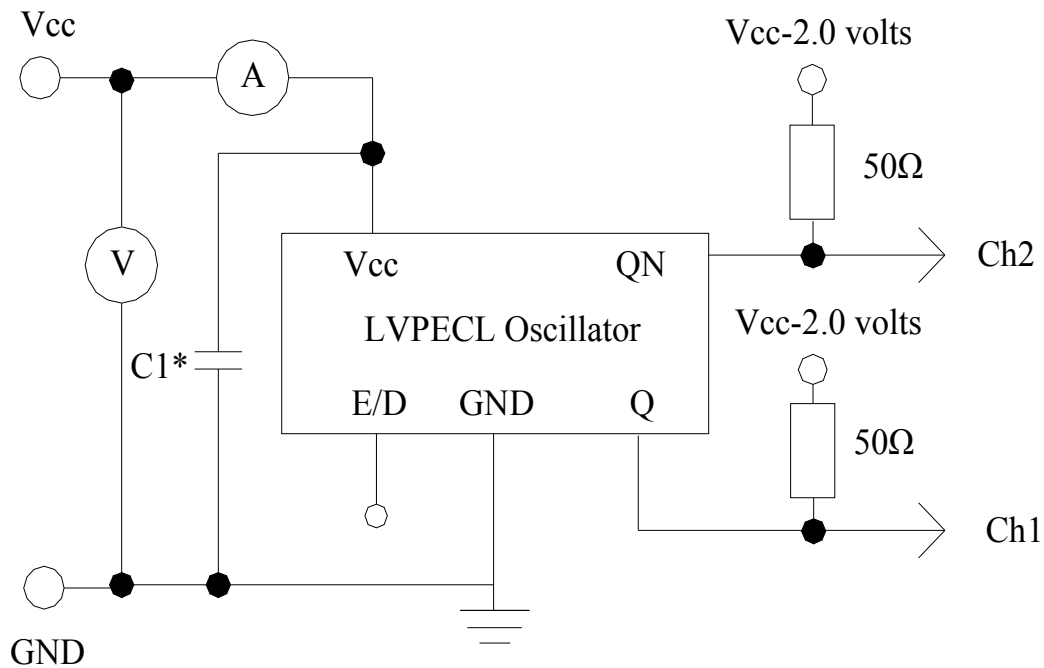 Vcc
A
Vcc-2.0 volts
50Ω
V
Vcc
QN
Ch2
LVPECL Oscillator
Vcc-2.0 volts
C1*
E/D
GND
Q
50Ω
Ch1
GND